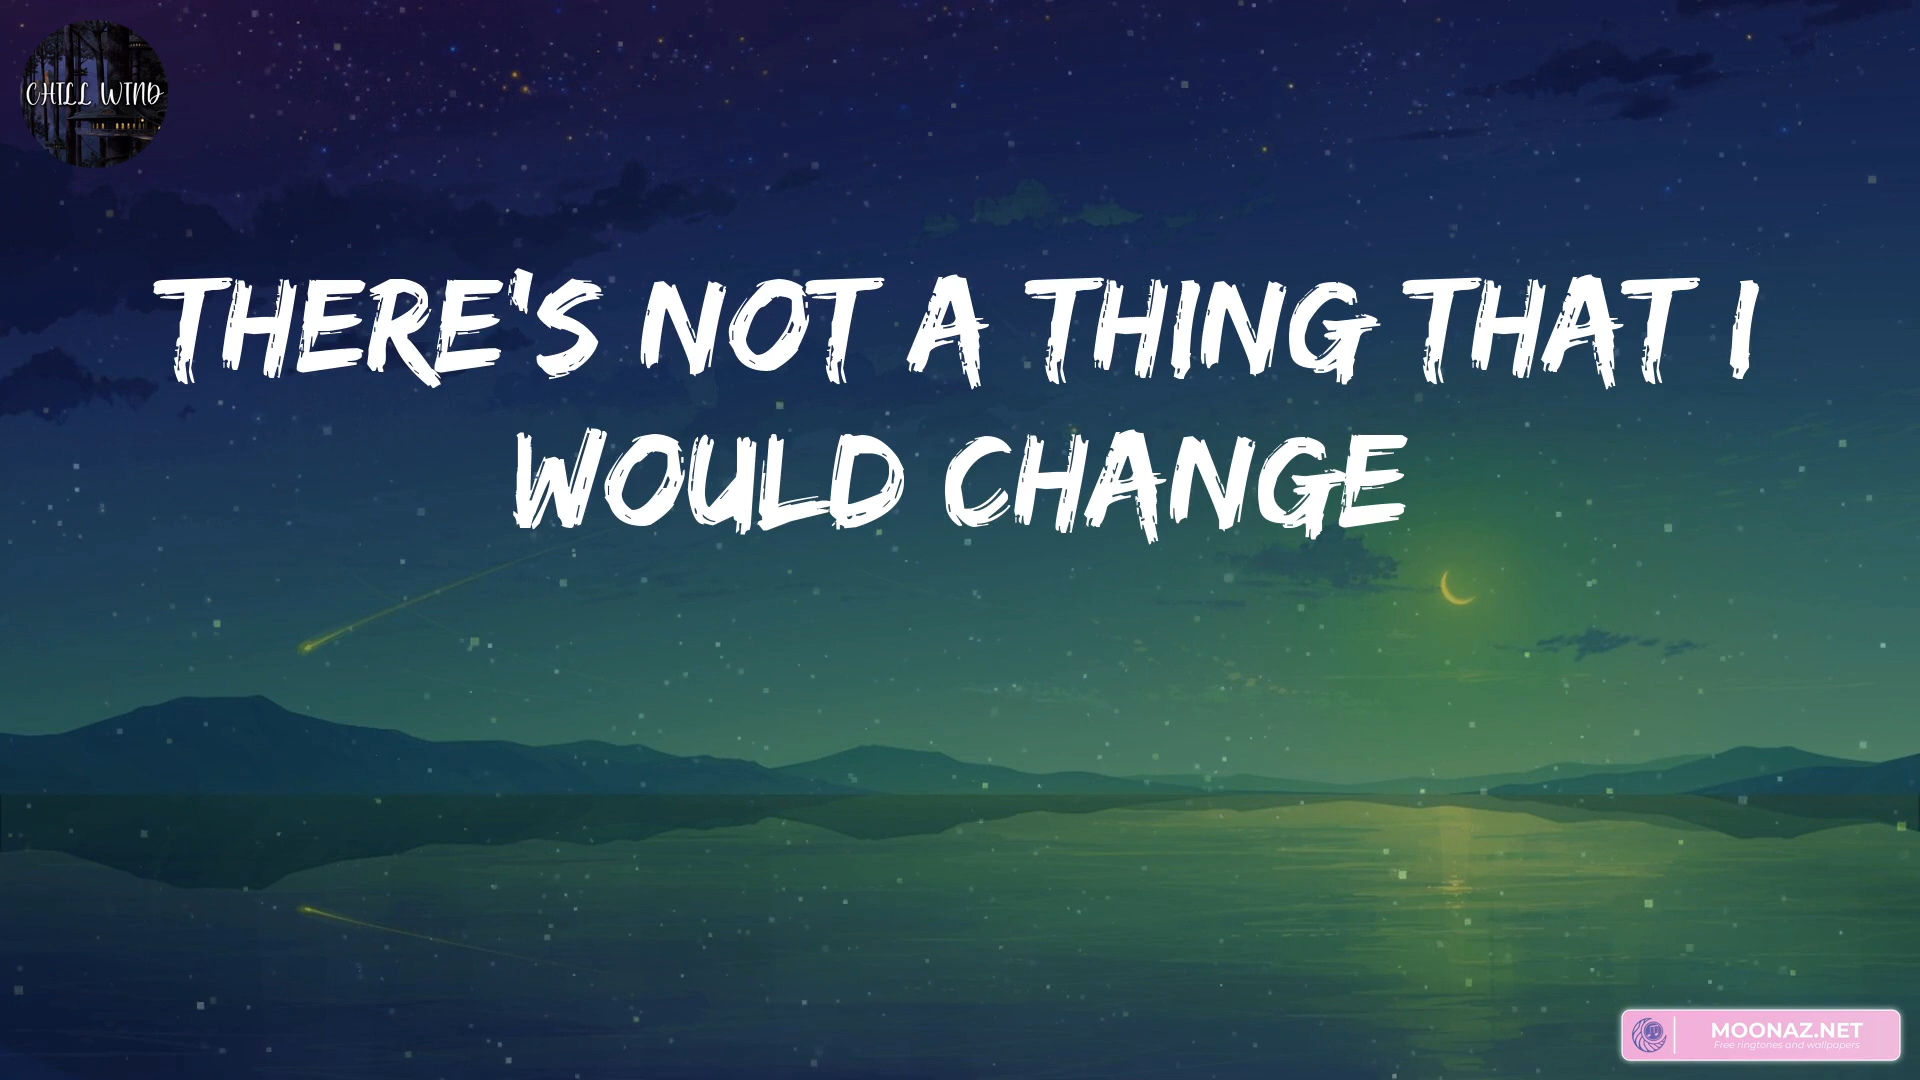 CHILL WIND
THERE'S NOT A THING THAT I
WOULD CHANGE
MOONAZ.NET
Free ringtones and wallpapers